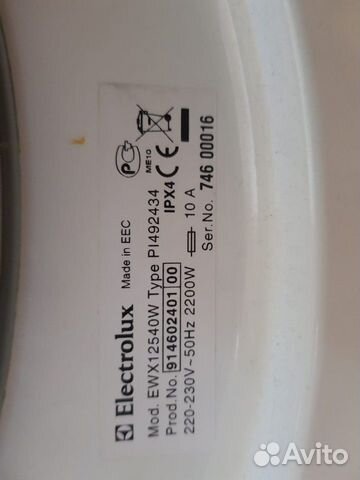 Electrolux Made in EEC
ME10
Mod. EWX12540W Type PI492434
IPX4 CE
Prod.No. 914602401 00
10 A
220-230V~50Hz 2200W
Ser.No. 746 00016
Avito